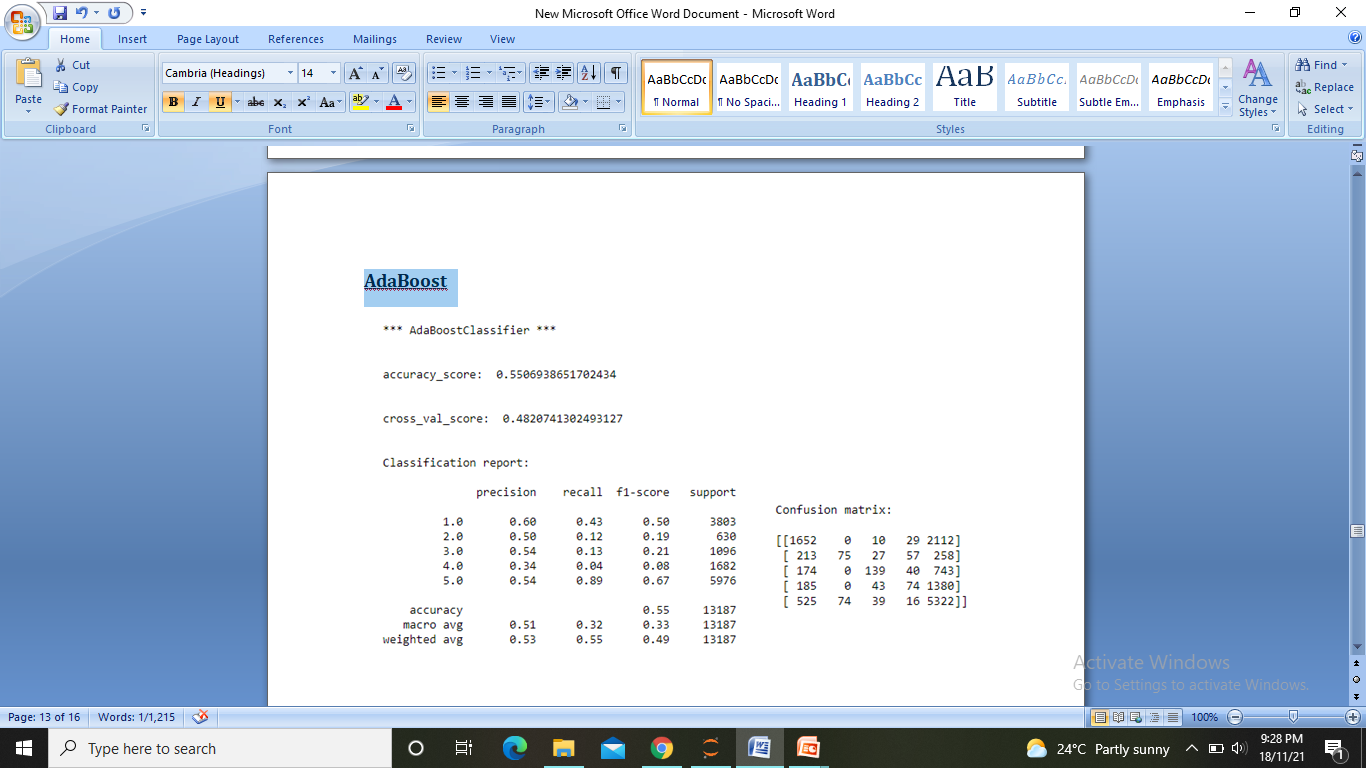 New Microsoft Office Word Document - Microsoft Word
Home Insert Page Layout References Mailings Review View
Paste
Cut
Copy
Format Painter
Clipboard
Cambria (Headings) 14
B I U abc X₂ X² Aa ab A
Font
Paragraph
AaBbCcDc AaBbCcDc AaBbC AaBbCc AaB AaBbCc. AaBbCcDc AaBbCcDc
¶ Normal ¶ No Spaci... Heading 1 Heading 2 Title Subtitle Subtle Em... Emphasis
Change Styles
Styles
Find
Replace
Select
Editing
AdaBoost
*** AdaBoostClassifier ***
accuracy_score: 0.5506938651702434
cross_val_score: 0.4820741302493127
Classification report:
precision recall f1-score support
1.0 0.60 0.43 0.50 3803
2.0 0.50 0.12 0.19 630
3.0 0.54 0.13 0.21 1096
4.0 0.34 0.04 0.08 1682
5.0 0.54 0.89 0.67 5976
accuracy 0.55 13187
macro avg 0.51 0.32 0.33 13187
weighted avg 0.53 0.55 0.49 13187
Confusion matrix:
[[1652 0 10 29 2112]
[ 213 75 27 57 258]
[ 174 0 139 40 743]
[ 185 0 43 74 1380]
[ 525 74 39 16 5322]]
Activate Windows
Go to Settings to activate Windows.
Page: 13 of 16 Words: 1/1,215
100%
Type here to search
24°C Partly sunny
9:28 PM
18/11/21
1